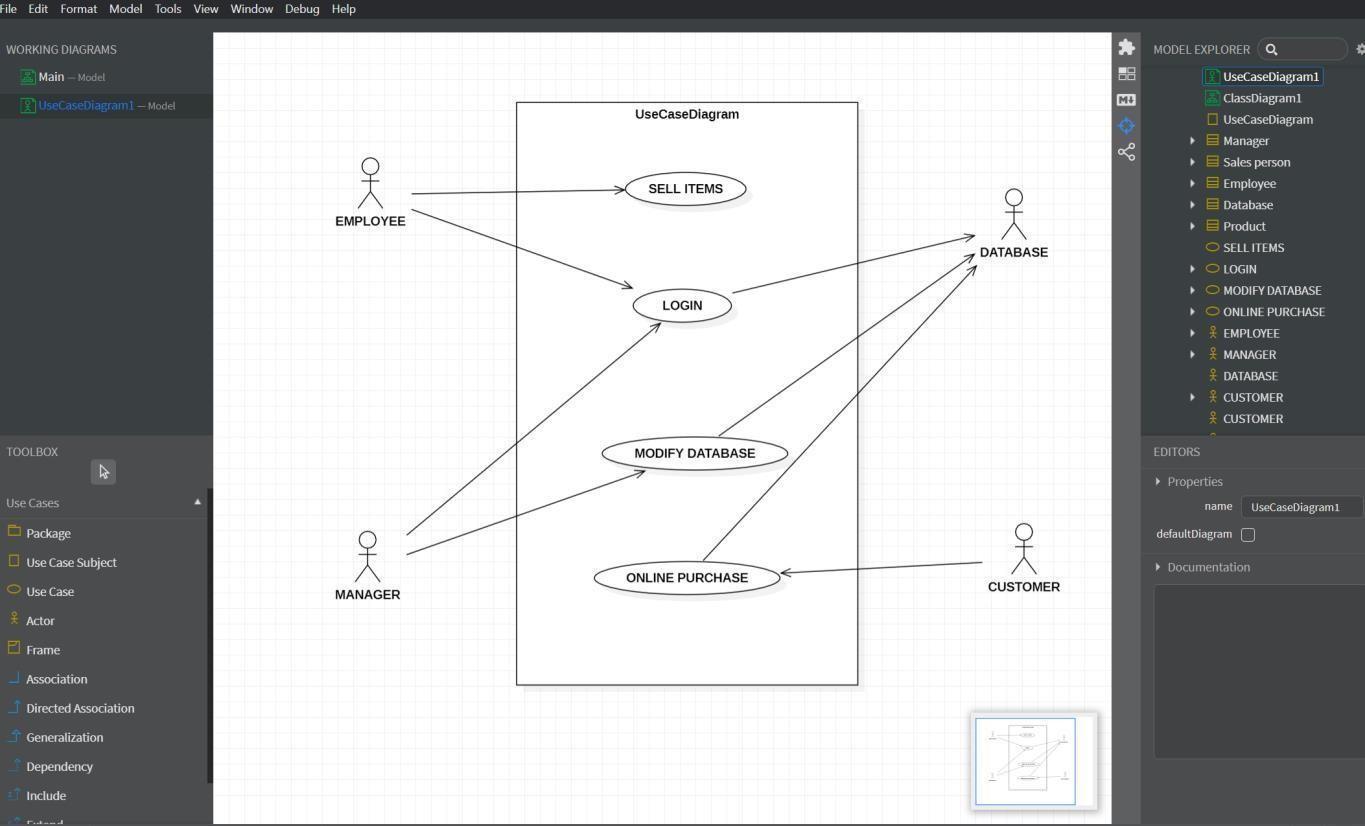 File Edit Format Model Tools View Window Debug Help
WORKING DIAGRAMS
Main — Model
UseCaseDiagram1 — Model
TOOLBOX
Use Cases
Package
Use Case Subject
Use Case
Actor
Frame
Association
Directed Association
Generalization
Dependency
Include
Extend
UseCaseDiagram
SELL ITEMS
EMPLOYEE
DATABASE
LOGIN
MODIFY DATABASE
ONLINE PURCHASE
MANAGER
CUSTOMER
MODEL EXPLORER
UseCaseDiagram1
ClassDiagram1
UseCaseDiagram
Manager
Sales person
Employee
Database
Product
SELL ITEMS
LOGIN
MODIFY DATABASE
ONLINE PURCHASE
EMPLOYEE
MANAGER
DATABASE
CUSTOMER
CUSTOMER
EDITORS
Properties
name UseCaseDiagram1
defaultDiagram
Documentation